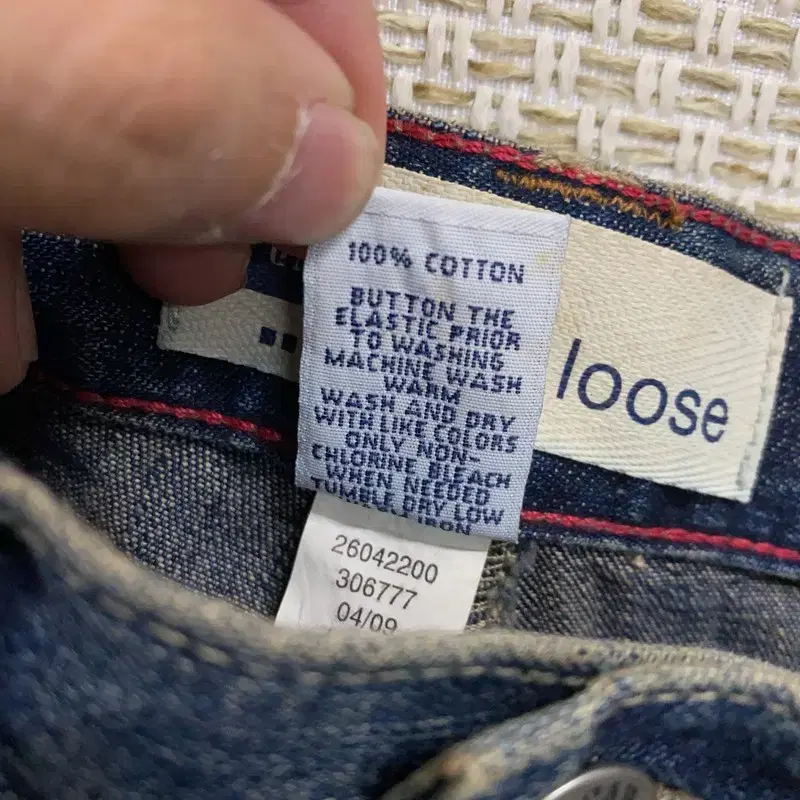 100% COTTON
BUTTON THE
ELASTIC PRIOR
TO WASHING
MACHINE WASH
WARM
WASH AND DRY
WITH LIKE COLORS
ONLY NON-
CHLORINE BLEACH
WHEN NEEDED
TUMBLE DRY LOW
IRON
loose
26042200
306777
04/09